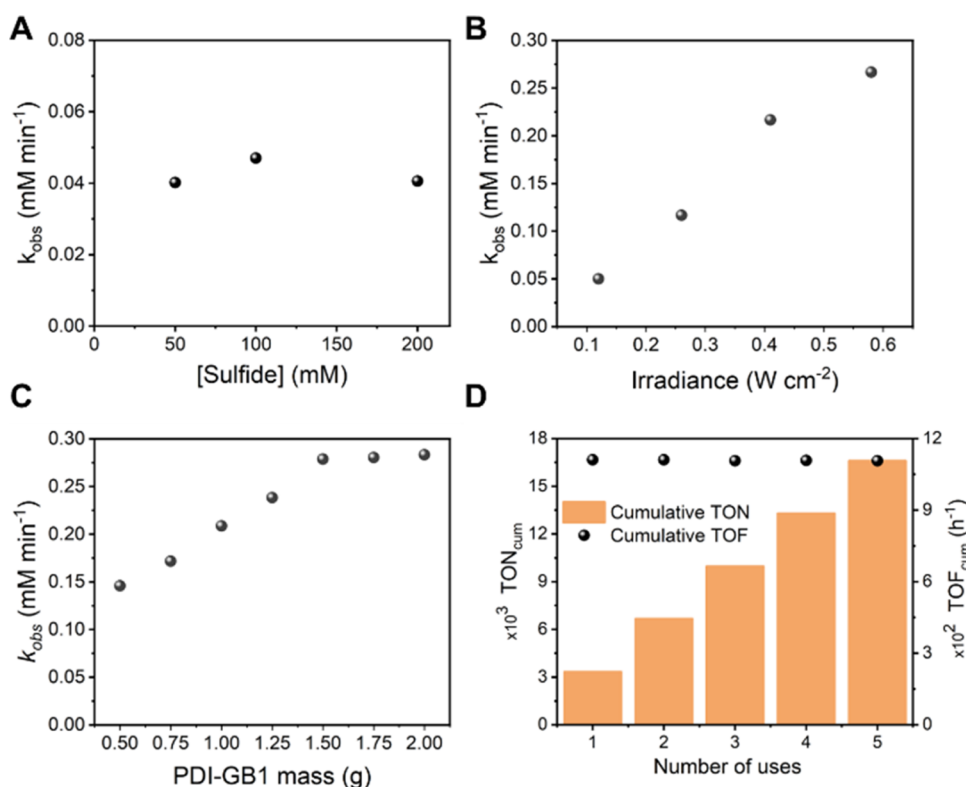 A
0.08
0.06
0.04
0.02
0.00
k_obs (mM min⁻¹)
0 50 100 150 200
[Sulfide] (mM)
B
0.30
0.25
0.20
0.15
0.10
0.05
0.00
k_obs (mM min⁻¹)
0.1 0.2 0.3 0.4 0.5 0.6
Irradiance (W cm⁻²)
C
0.30
0.25
0.20
0.15
0.10
0.05
0.00
k_obs (mM min⁻¹)
0.50 0.75 1.00 1.25 1.50 1.75 2.00
PDI-GB1 mass (g)
D
18
15
12
9
6
3
0
x10³ TON_cum
Cumulative TON
Cumulative TOF
12
9
6
3
0
x10² TOF_cum (h⁻¹)
1 2 3 4 5
Number of uses